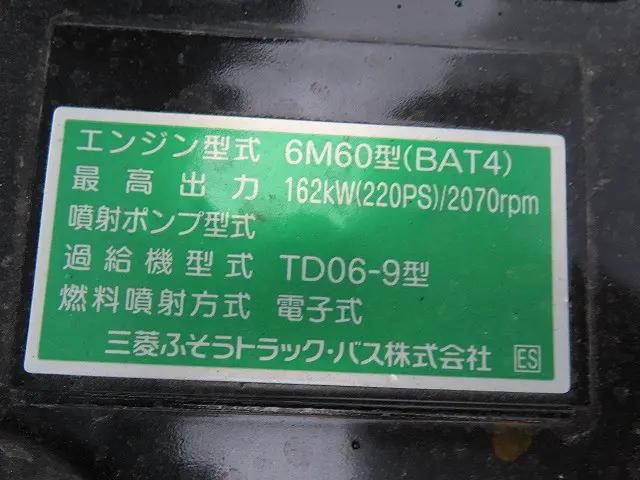 エンジン型式 6M60型(BAT4)
最高出力 162kW(220PS)/2070rpm
噴射ポンプ型式
過給機型式 TD06-9型
燃料噴射方式 電子式
三菱ふそうトラック・バス株式会社 ES